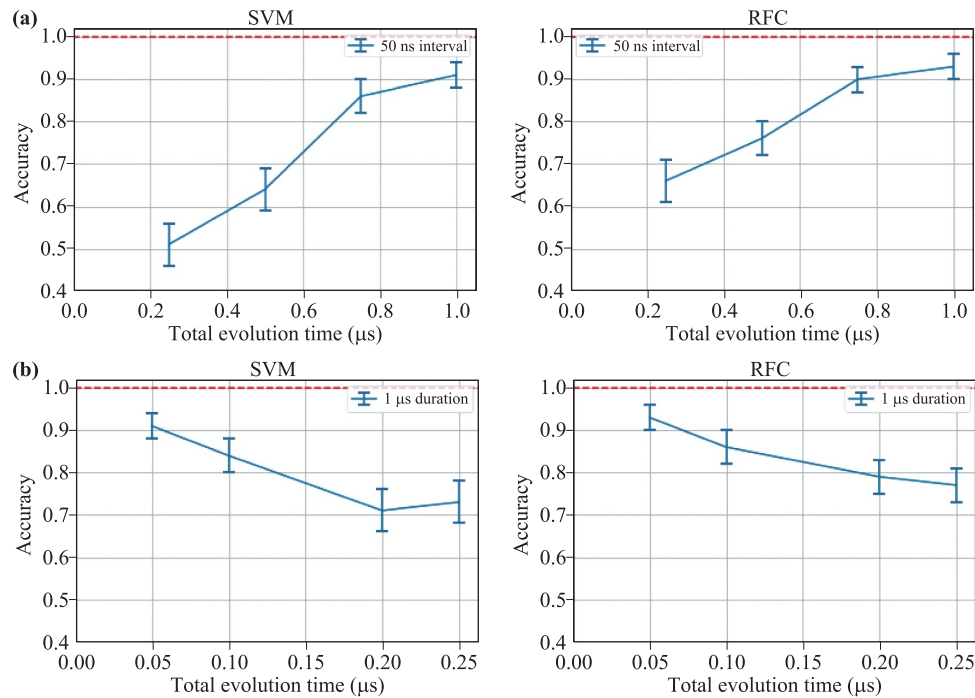 (a)
SVM
1.0
0.9
0.8
0.7
0.6
0.5
0.4
Accuracy
50 ns interval
0.0 0.2 0.4 0.6 0.8 1.0
Total evolution time (μs)
RFC
1.0
0.9
0.8
0.7
0.6
0.5
0.4
Accuracy
50 ns interval
0.0 0.2 0.4 0.6 0.8 1.0
Total evolution time (μs)
(b)
SVM
1.0
0.9
0.8
0.7
0.6
0.5
0.4
Accuracy
1 μs duration
0.00 0.05 0.10 0.15 0.20 0.25
Total evolution time (μs)
RFC
1.0
0.9
0.8
0.7
0.6
0.5
0.4
Accuracy
1 μs duration
0.00 0.05 0.10 0.15 0.20 0.25
Total evolution time (μs)